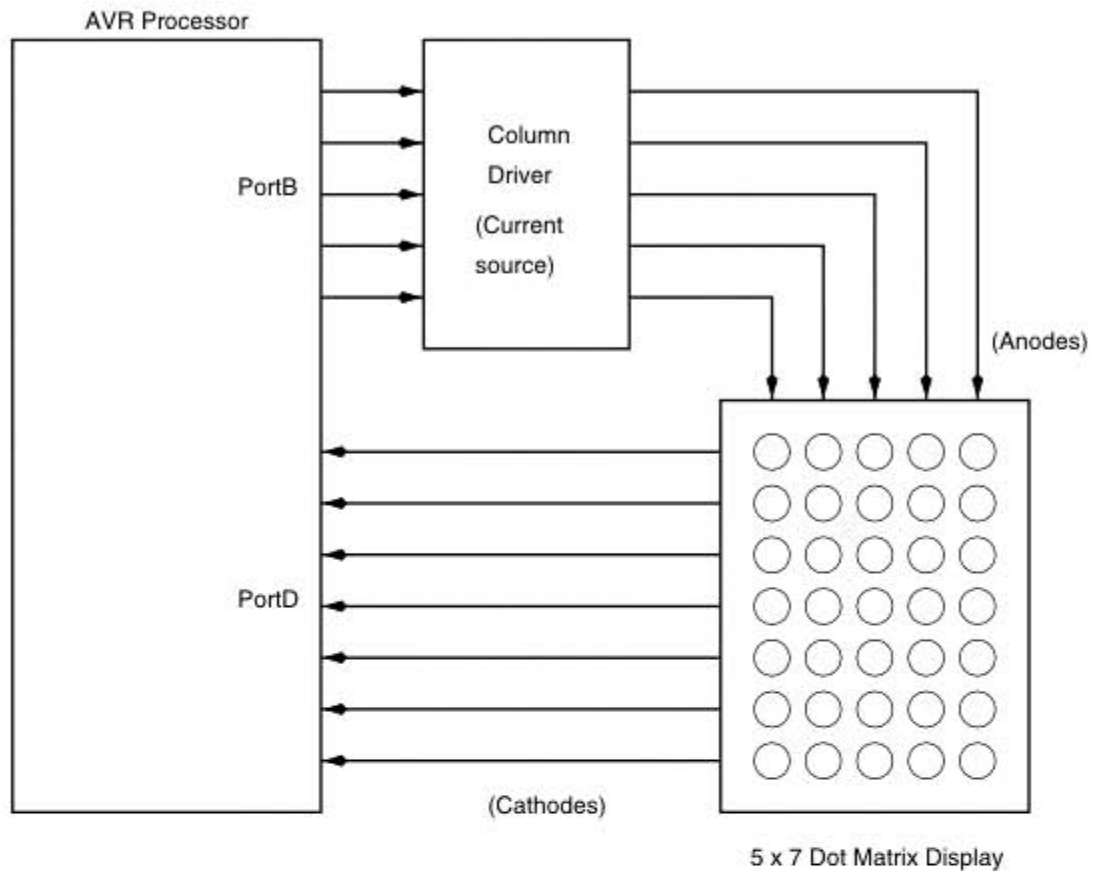 AVR Processor
PortB
Column
Driver
(Current
source)
(Anodes)
PortD
(Cathodes)
5 x 7 Dot Matrix Display